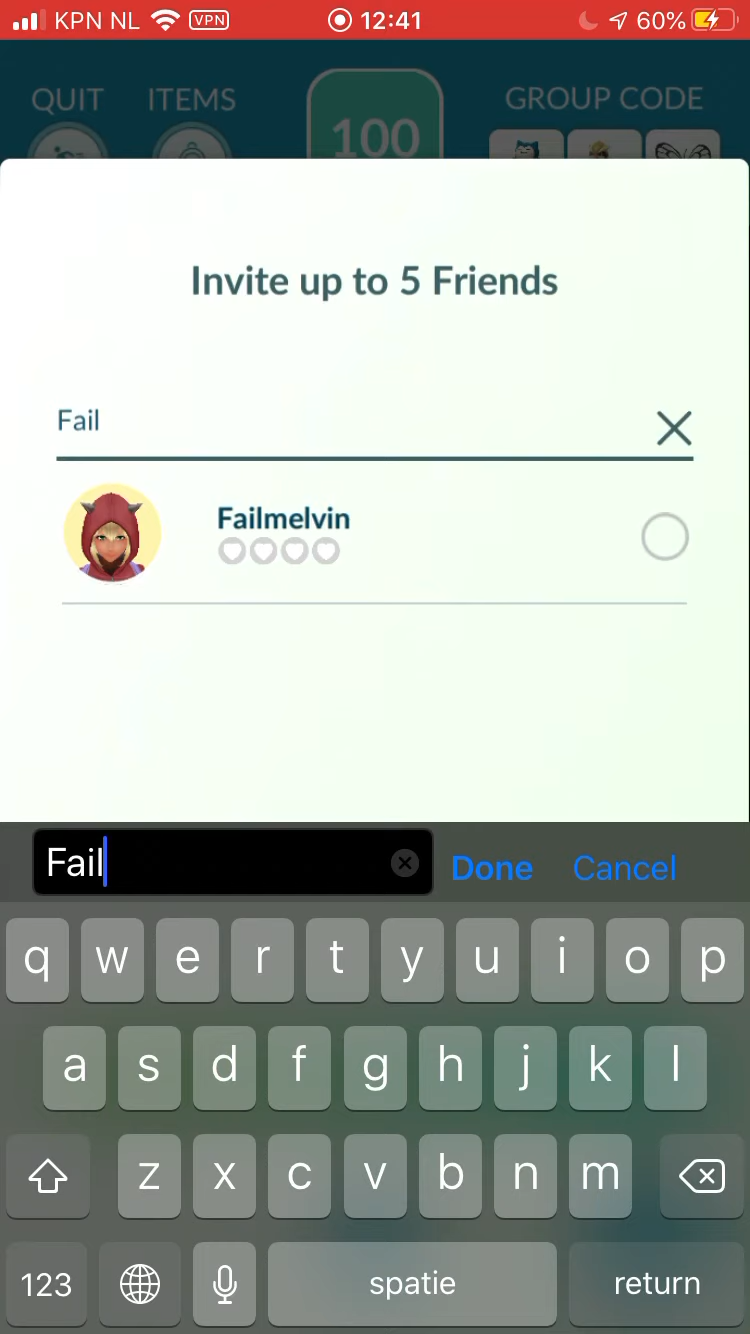 KPN NL VPN 12:41 60%
QUIT ITEMS GROUP CODE
100
Invite up to 5 Friends
Fail
Failmelvin
Fail Done Cancel
q w e r t y u i o p
a s d f g h j k l
z x c v b n m
123 spatie return